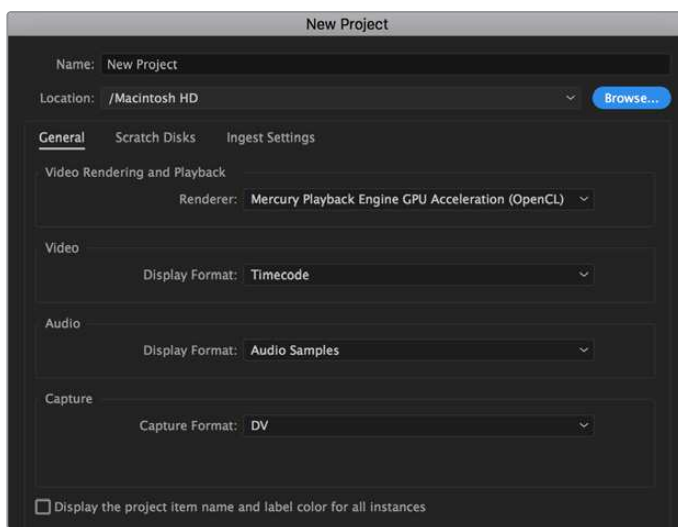 New Project
Name: New Project
Location: /Macintosh HD Browse...
General Scratch Disks Ingest Settings
Video Rendering and Playback
Renderer: Mercury Playback Engine GPU Acceleration (OpenCL)
Video
Display Format: Timecode
Audio
Display Format: Audio Samples
Capture
Capture Format: DV
Display the project item name and label color for all instances